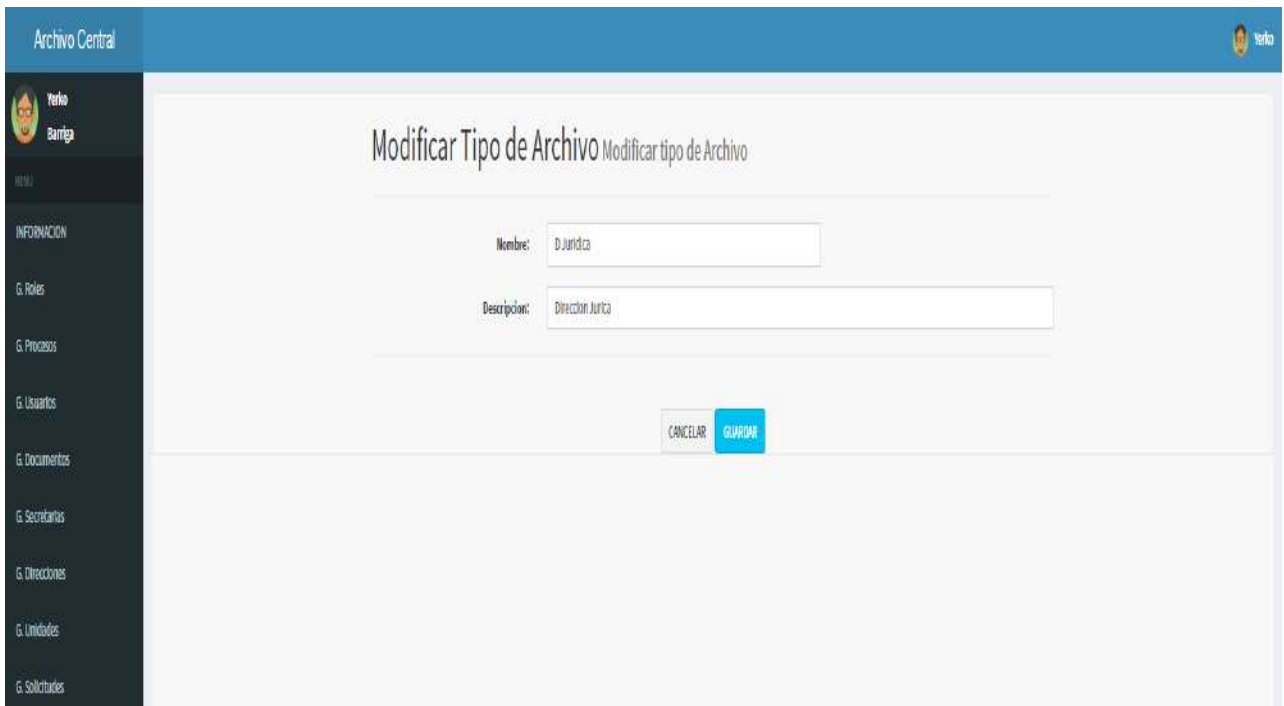 Archivo Central
Yerko
Yerko
Barriga
MENU
INFORMACION
G. Roles
G. Procesos
G. Usuarios
G. Documentos
G. Secretarias
G. Direcciones
G. Unidades
G. Solicitudes
Modificar Tipo de Archivo Modificar tipo de Archivo
Nombre: D Juridica
Descripcion: Direccion Jurica
CANCELAR GUARDAR